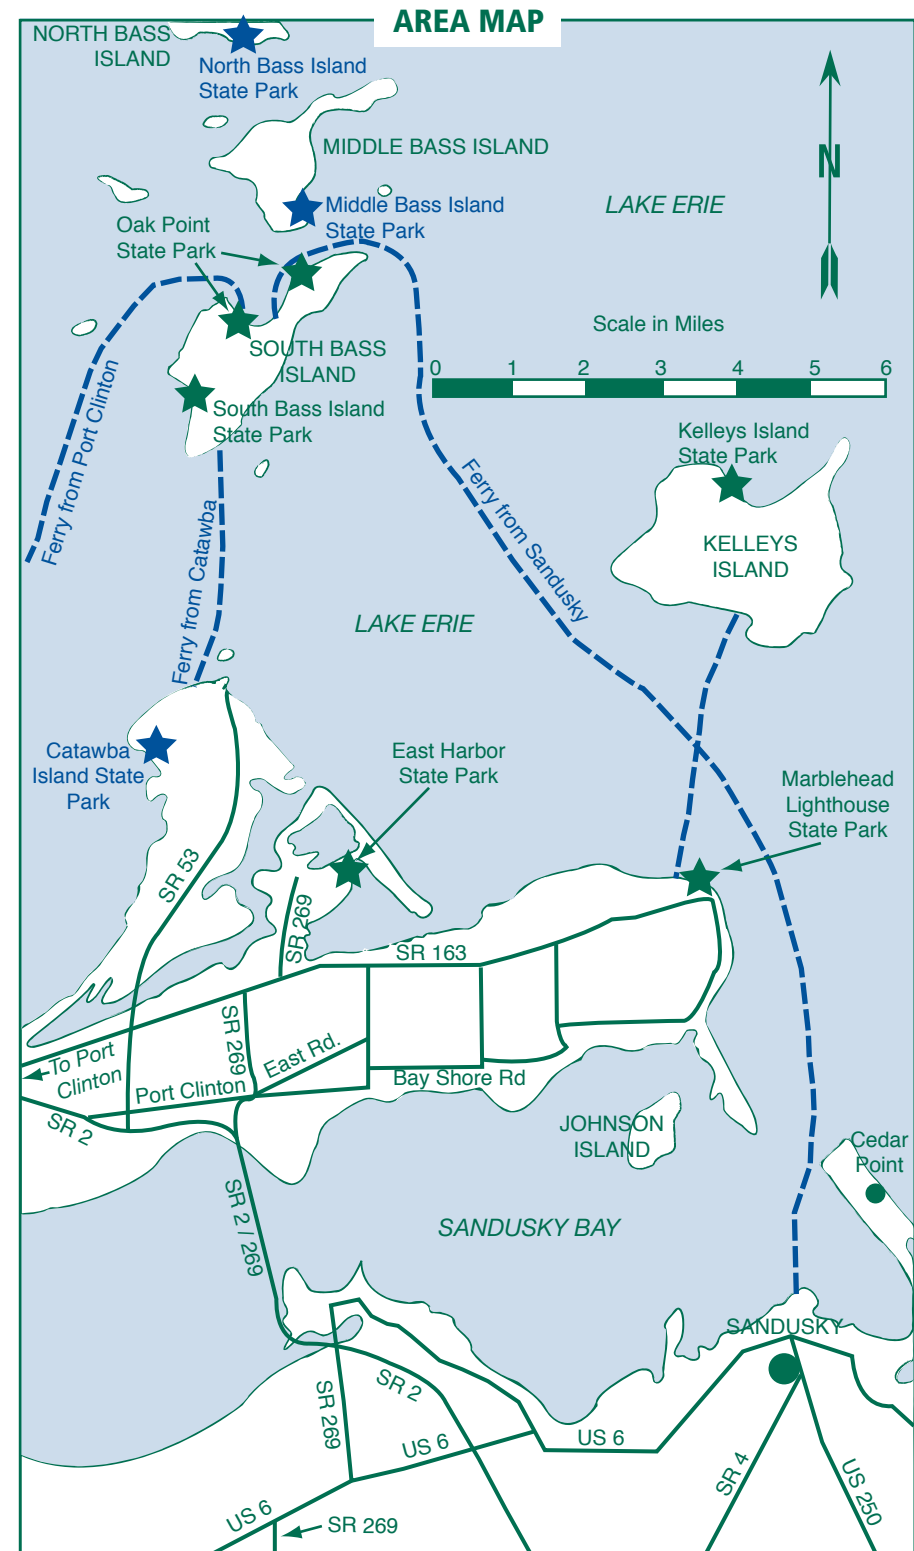 AREA MAP
NORTH BASS
ISLAND
North Bass Island
State Park
MIDDLE BASS ISLAND
N
Middle Bass Island
State Park
LAKE ERIE
Oak Point
State Park
Scale in Miles
SOUTH BASS
ISLAND
0 1 2 3 4 5 6
South Bass Island
State Park
Kelleys Island
State Park
Ferry from Port Clinton
Ferry from Catawba
Ferry from Sandusky
KELLEYS
ISLAND
LAKE ERIE
Catawba
Island State
Park
East Harbor
State Park
Marblehead
Lighthouse
State Park
SR 53
SR 269
SR 163
SR 269
To Port
Clinton
East Rd.
Port Clinton
Bay Shore Rd
SR 2
JOHNSON
ISLAND
Cedar
Point
SR 2 / 269
SANDUSKY BAY
SANDUSKY
SR 2
SR 269
US 6
US 6
SR 4
US 250
US 6
SR 269